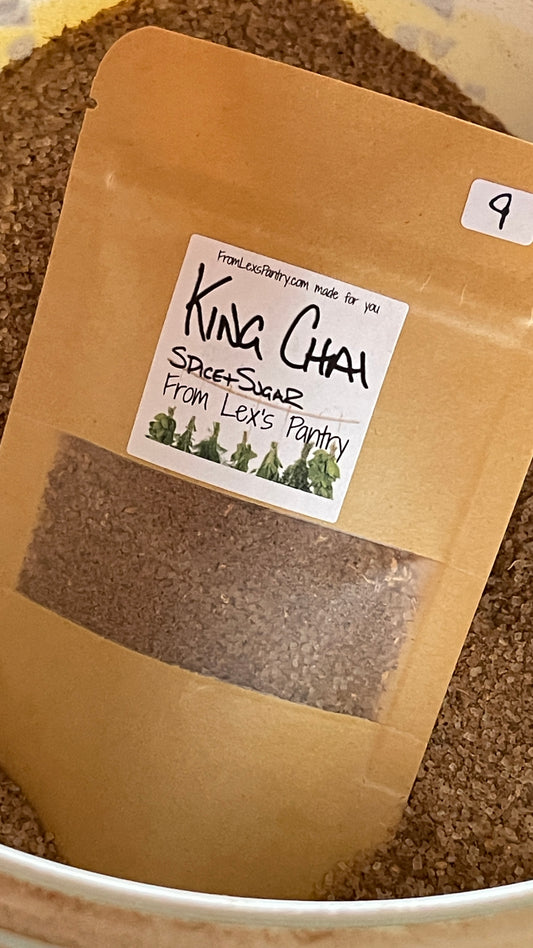 9
FromLexsPantry.com made for you
KING CHAI
SPICE+SUGAR
From Lex's Pantry